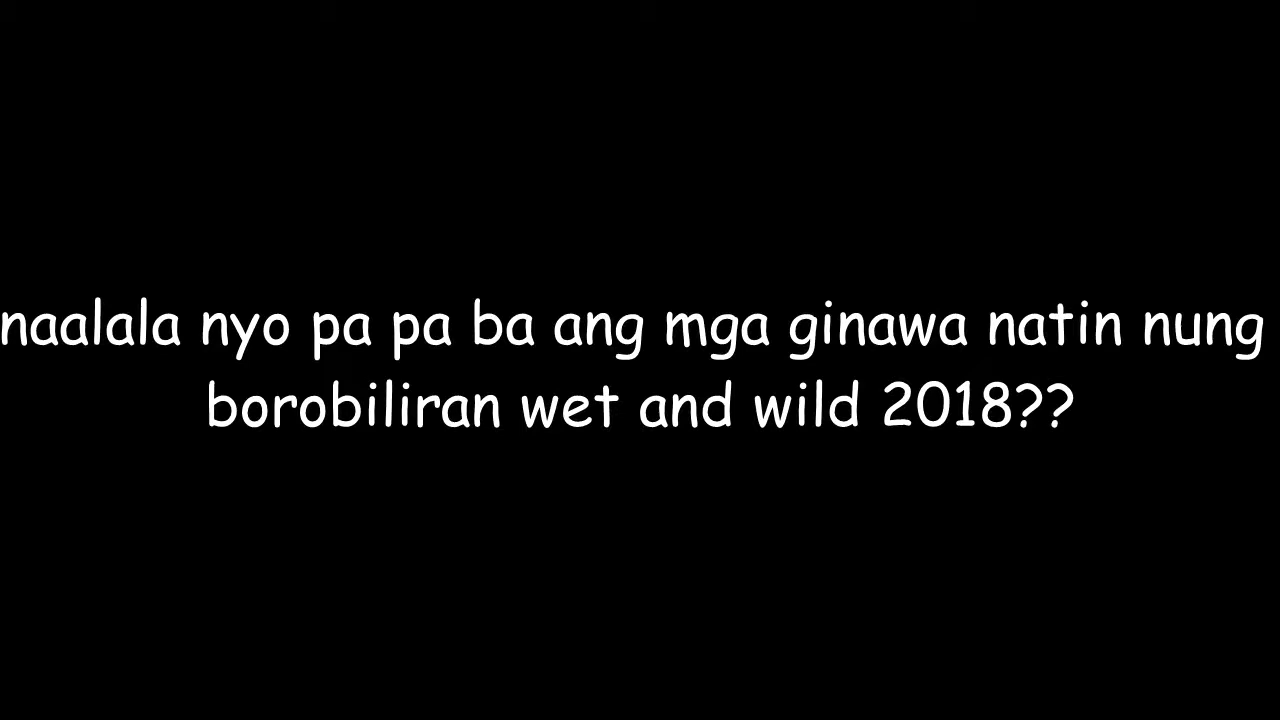 naalala nyo pa pa ba ang mga ginawa natin nung
borobiliran wet and wild 2018??